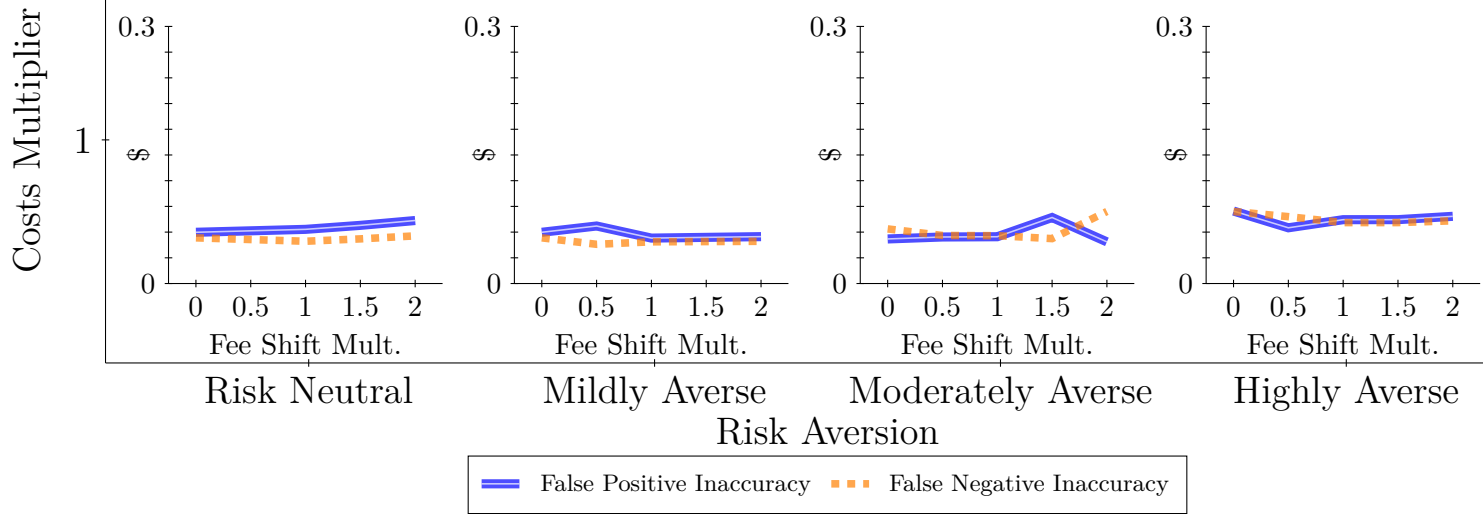 Costs Multiplier
1
0.3 0.3 0.3 0.3
$ $ $ $
0 0 0 0
0 0.5 1 1.5 2 0 0.5 1 1.5 2 0 0.5 1 1.5 2 0 0.5 1 1.5 2
Fee Shift Mult. Fee Shift Mult. Fee Shift Mult. Fee Shift Mult.
Risk Neutral Mildly Averse Moderately Averse Highly Averse
Risk Aversion
False Positive Inaccuracy False Negative Inaccuracy